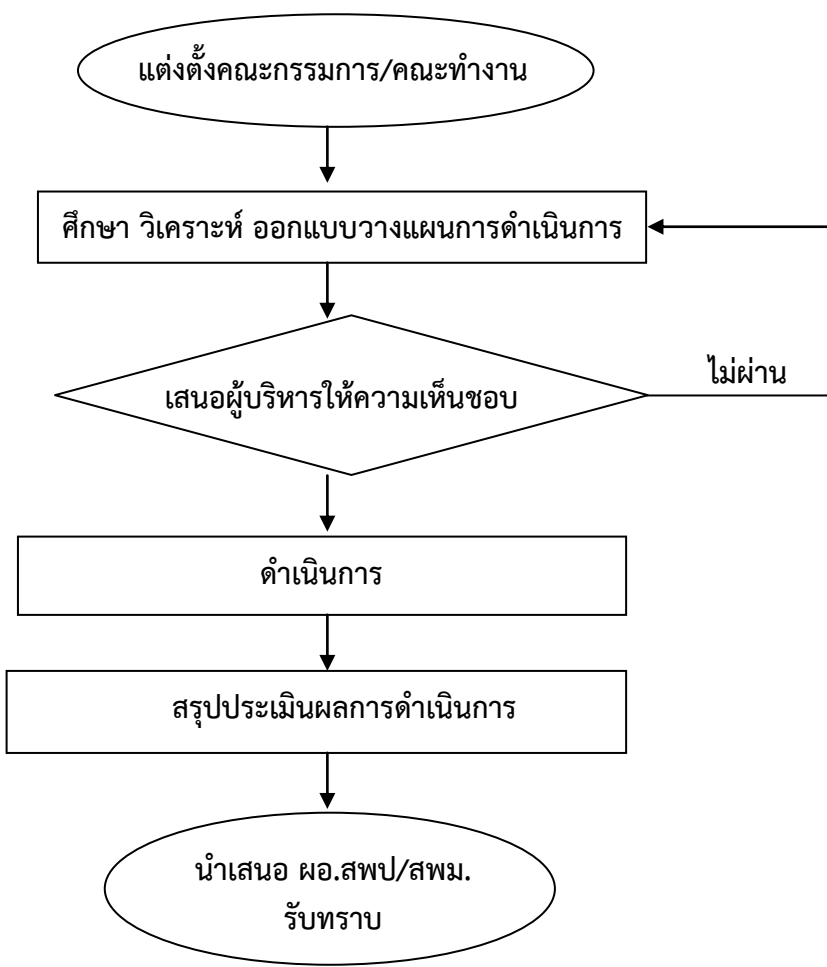 แต่งตั้งคณะกรรมการ/คณะทำงาน
ศึกษา วิเคราะห์ ออกแบบวางแผนการดำเนินการ
ไม่ผ่าน
เสนอผู้บริหารให้ความเห็นชอบ
ดำเนินการ
สรุปประเมินผลการดำเนินการ
นำเสนอ ผอ.สพป/สพม.
รับทราบ